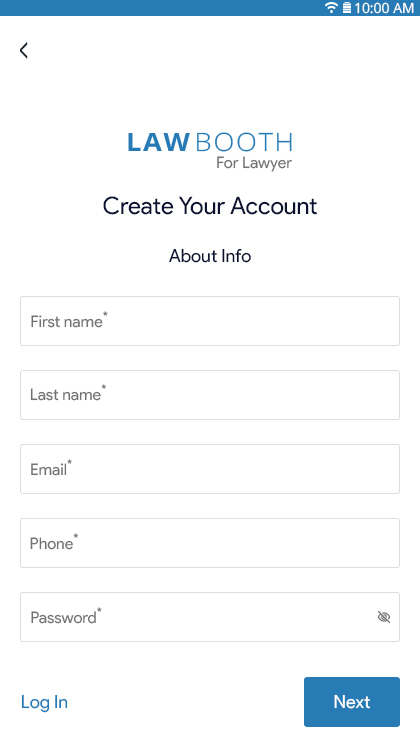 10:00 AM
LAWBOOTH
For Lawyer
Create Your Account
About Info
First name*
Last name*
Email*
Phone*
Password*
Log In
Next